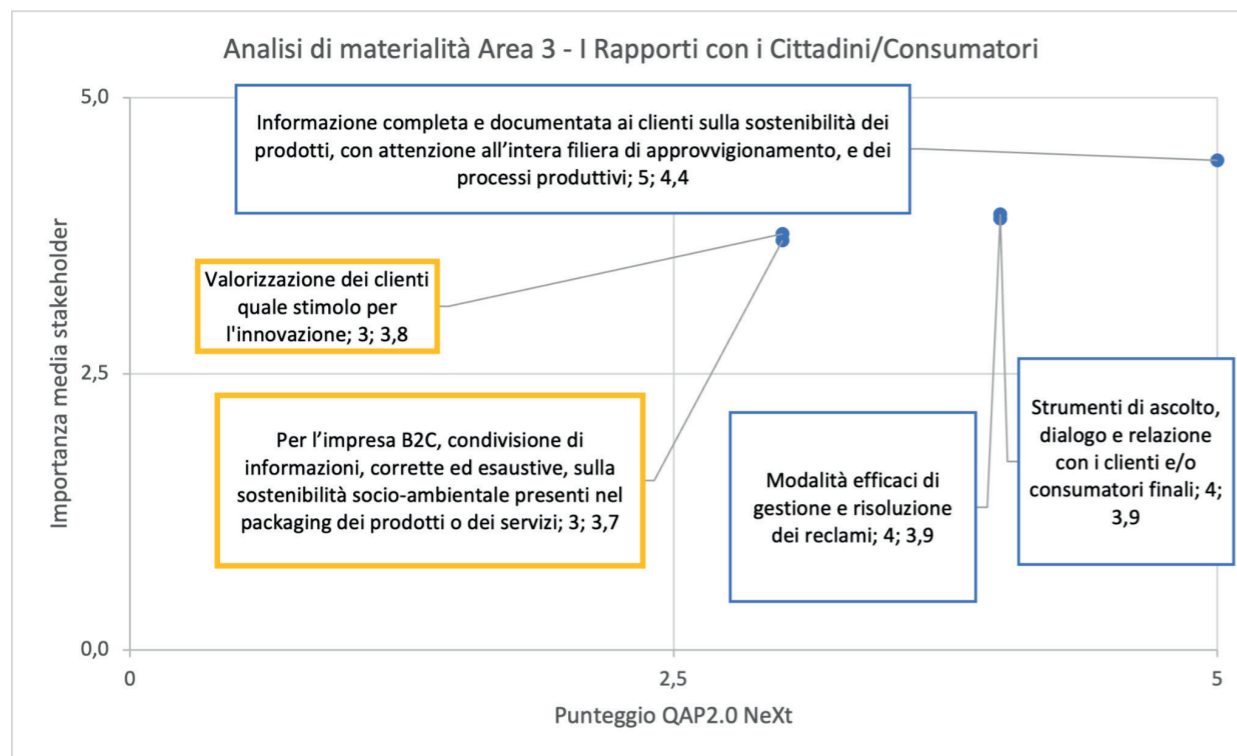 Analisi di materialità Area 3 - I Rapporti con i Cittadini/Consumatori
5,0
Informazione completa e documentata ai clienti sulla sostenibilità dei
prodotti, con attenzione all’intera filiera di approvvigionamento, e dei
processi produttivi; 5; 4,4
Importanza media stakeholder
Valorizzazione dei clienti
quale stimolo per
l'innovazione; 3; 3,8
2,5
Per l’impresa B2C, condivisione di
informazioni, corrette ed esaustive, sulla
sostenibilità socio-ambientale presenti nel
packaging dei prodotti o dei servizi; 3; 3,7
Modalità efficaci di
gestione e risoluzione
dei reclami; 4; 3,9
Strumenti di ascolto,
dialogo e relazione
con i clienti e/o
consumatori finali; 4;
3,9
0,0
0
2,5
5
Punteggio QAP2.0 NeXt